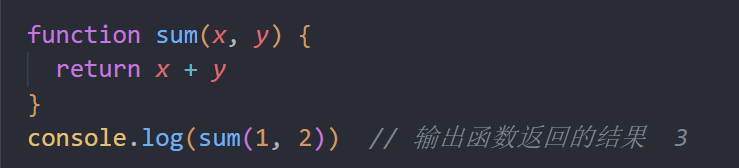 function sum(x, y) {
  return x + y
}
console.log(sum(1, 2))  // 输出函数返回的结果  3